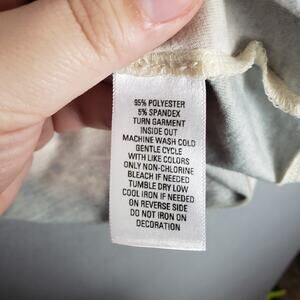 95% POLYESTER
5% SPANDEX
TURN GARMENT
INSIDE OUT
MACHINE WASH COLD
GENTLE CYCLE
WITH LIKE COLORS
ONLY NON-CHLORINE
BLEACH IF NEEDED
TUMBLE DRY LOW
COOL IRON IF NEEDED
ON REVERSE SIDE
DO NOT IRON ON
DECORATION